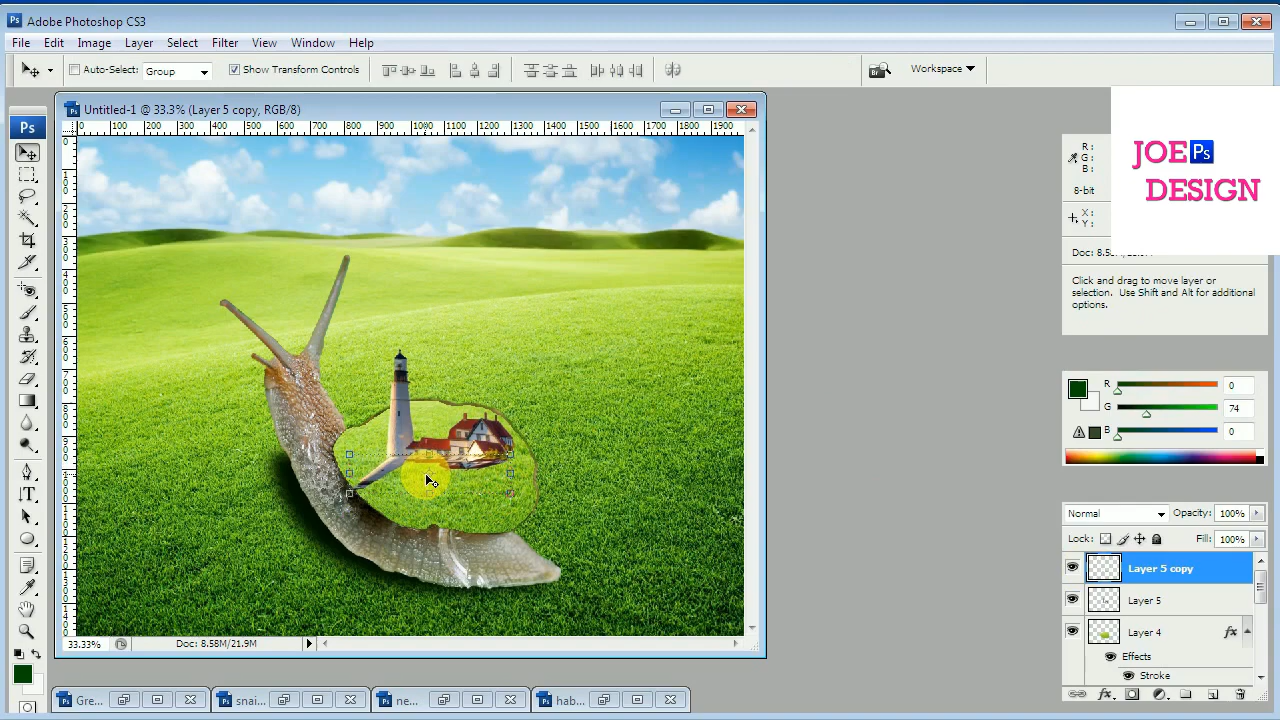 Adobe Photoshop CS3
File Edit Image Layer Select Filter View Window Help
Auto-Select: Group Show Transform Controls Workspace
Untitled-1 @ 33.3% (Layer 5 copy, RGB/8)
0 100 200 300 400 500 600 700 800 900 1000 1100 1200 1300 1400 1500 1600 1700 1800 1900
Ps
R:
G:
B:
8-bit
X:
Y:
JOE Ps
DESIGN
Click and drag to move layer or
selection. Use Shift and Alt for additional
options.
R 0
G 74
B 0
Normal Opacity: 100%
Lock: Fill: 100%
Layer 5 copy
Layer 5
Layer 4 fx
Effects
Stroke
33.33% Doc: 8.58M/21.9M
Gre... snai... ne... hab...